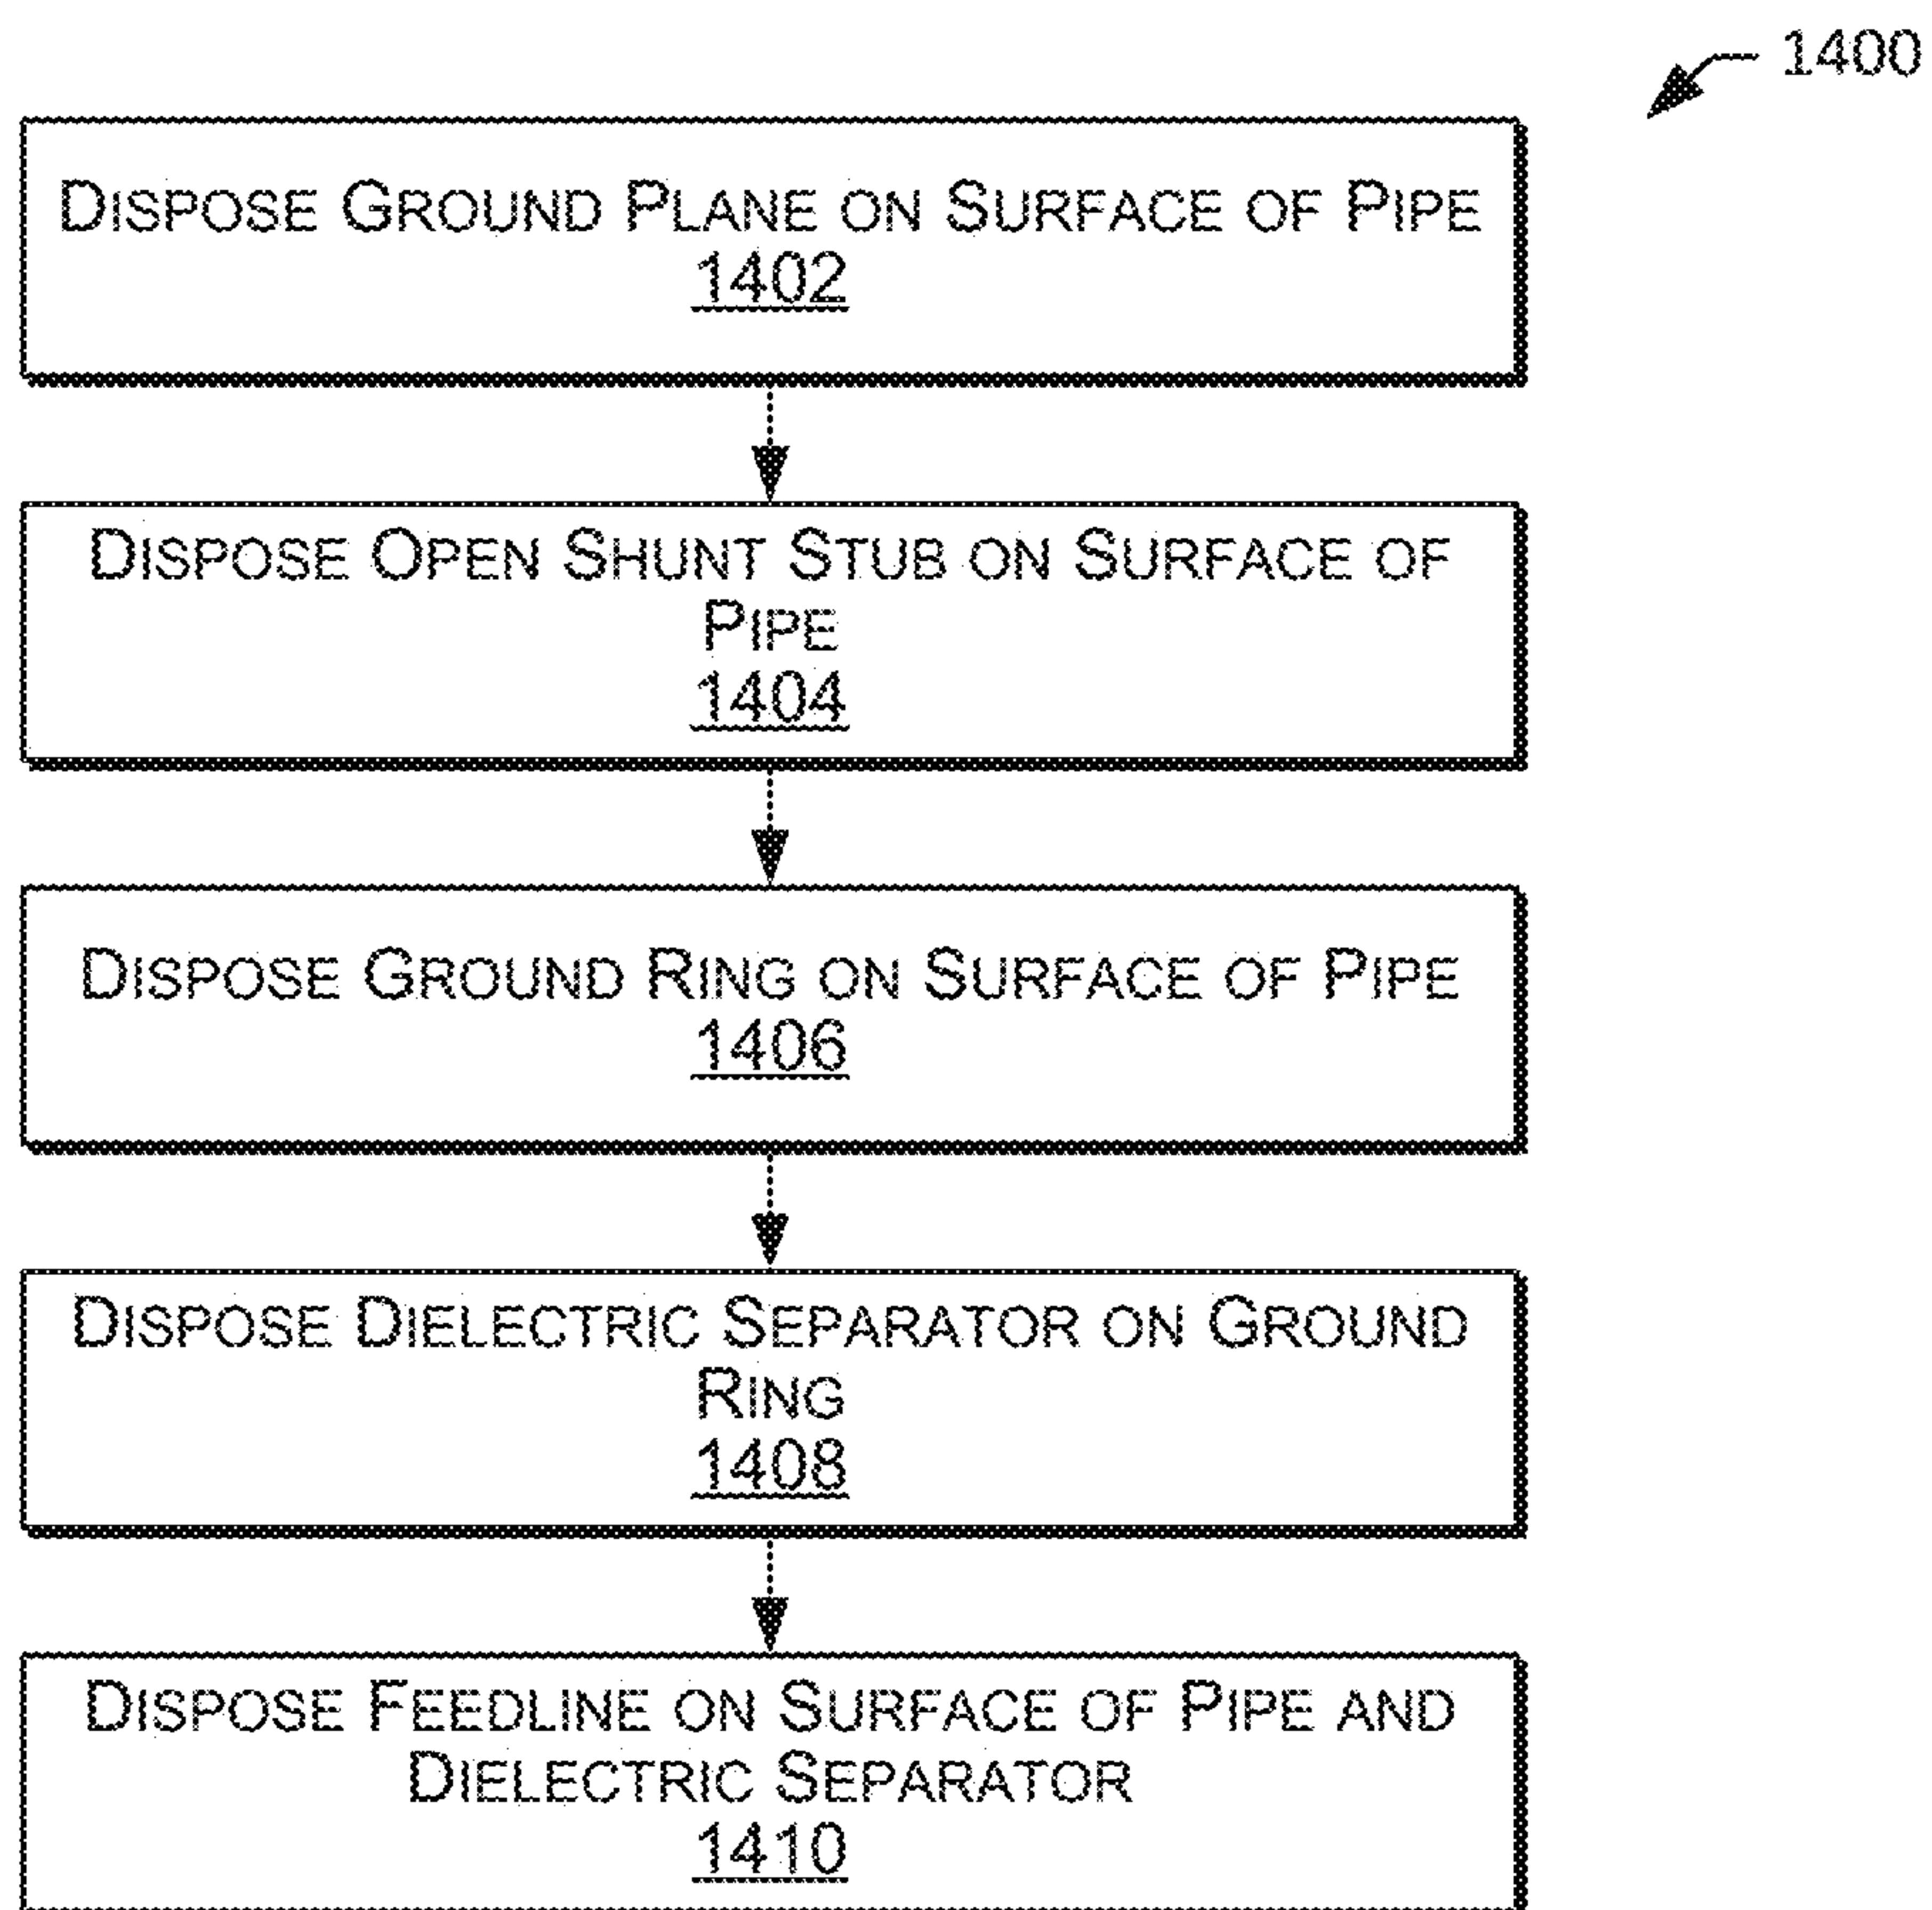 1400
DISPOSE GROUND PLANE ON SURFACE OF PIPE
1402
DISPOSE OPEN SHUNT STUB ON SURFACE OF
PIPE
1404
DISPOSE GROUND RING ON SURFACE OF PIPE
1406
DISPOSE DIELECTRIC SEPARATOR ON GROUND
RING
1408
DISPOSE FEEDLINE ON SURFACE OF PIPE AND
DIELECTRIC SEPARATOR
1410